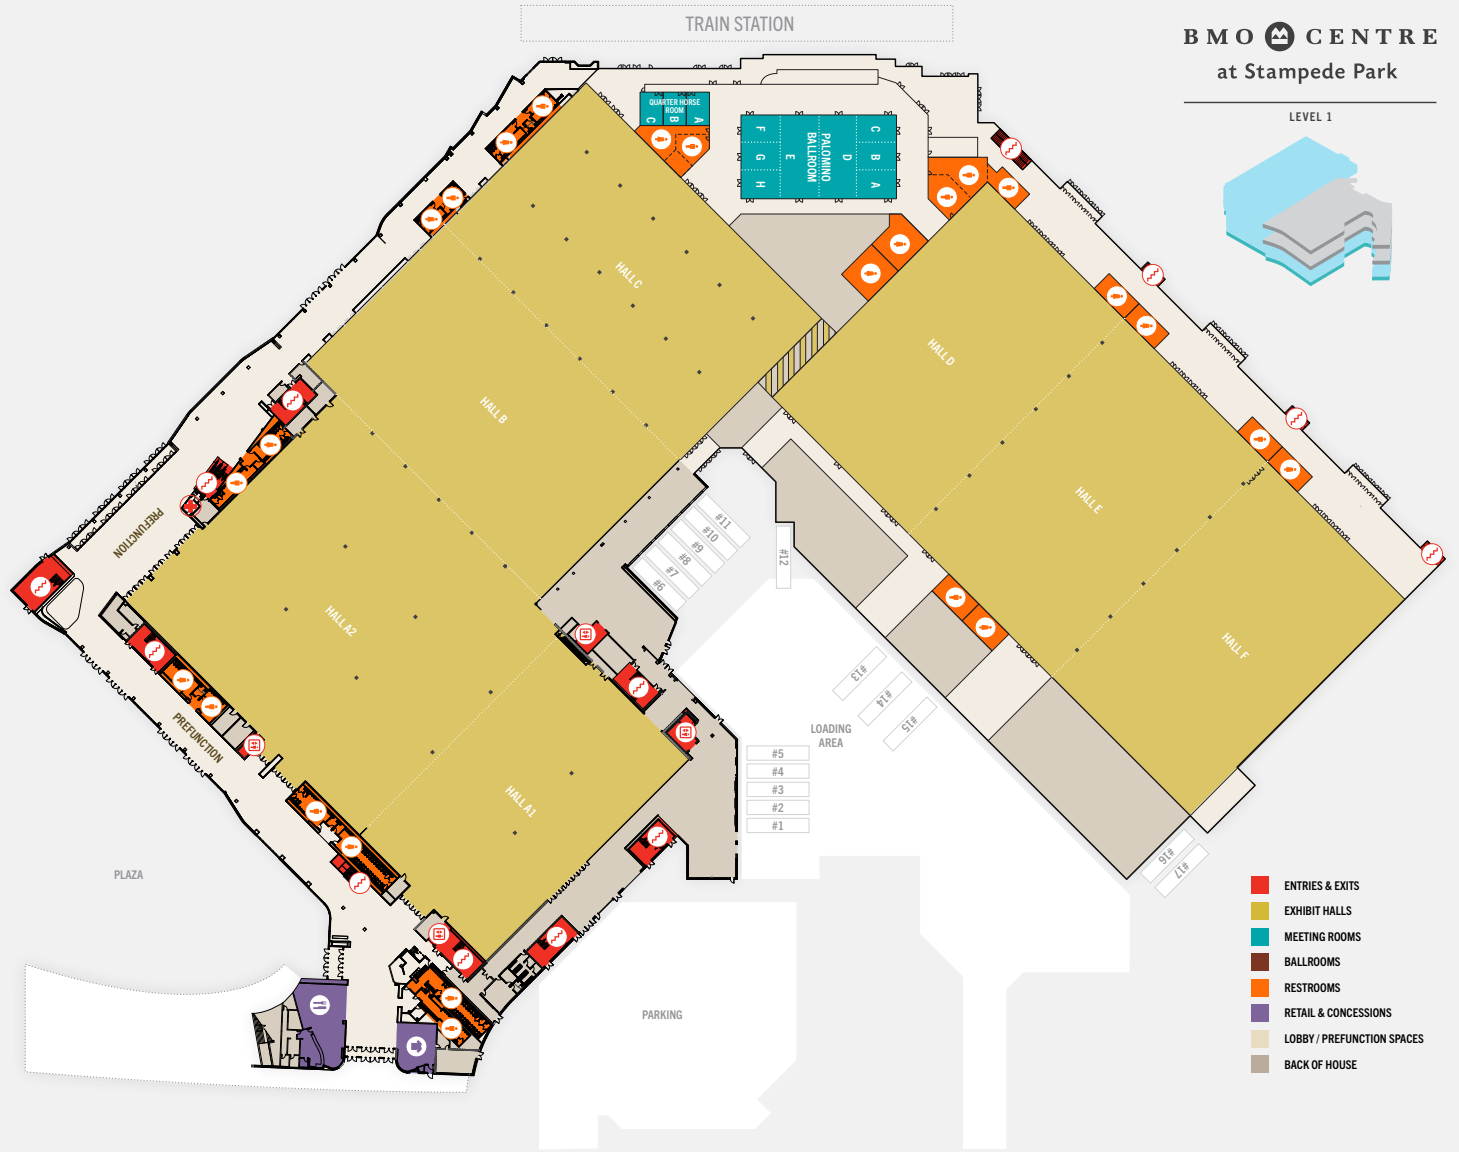 TRAIN STATION
BMO CENTRE
at Stampede Park
LEVEL 1
QUARTER HORSE
ROOM
C
B
A
F
G
H
E
PALOMINO
BALLROOM
D
C
B
A
HALL C
HALL D
HALL B
HALL E
HALL A2
HALL F
HALL A1
PREFUNCTION
PREFUNCTION
#11
#10
#9
#8
#7
#6
#12
#13
#14
#15
LOADING
AREA
#5
#4
#3
#2
#1
#16
#17
PLAZA
PARKING
ENTRIES & EXITS
EXHIBIT HALLS
MEETING ROOMS
BALLROOMS
RESTROOMS
RETAIL & CONCESSIONS
LOBBY / PREFUNCTION SPACES
BACK OF HOUSE